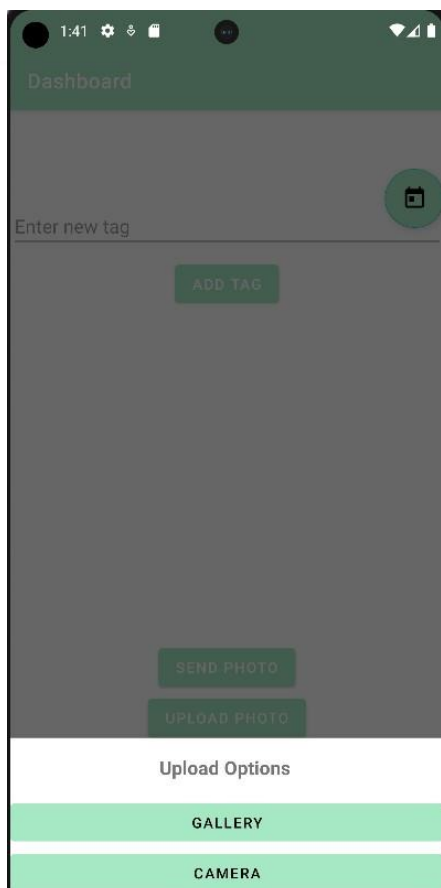 1:41
Dashboard
Enter new tag
ADD TAG
SEND PHOTO
UPLOAD PHOTO
Upload Options
GALLERY
CAMERA